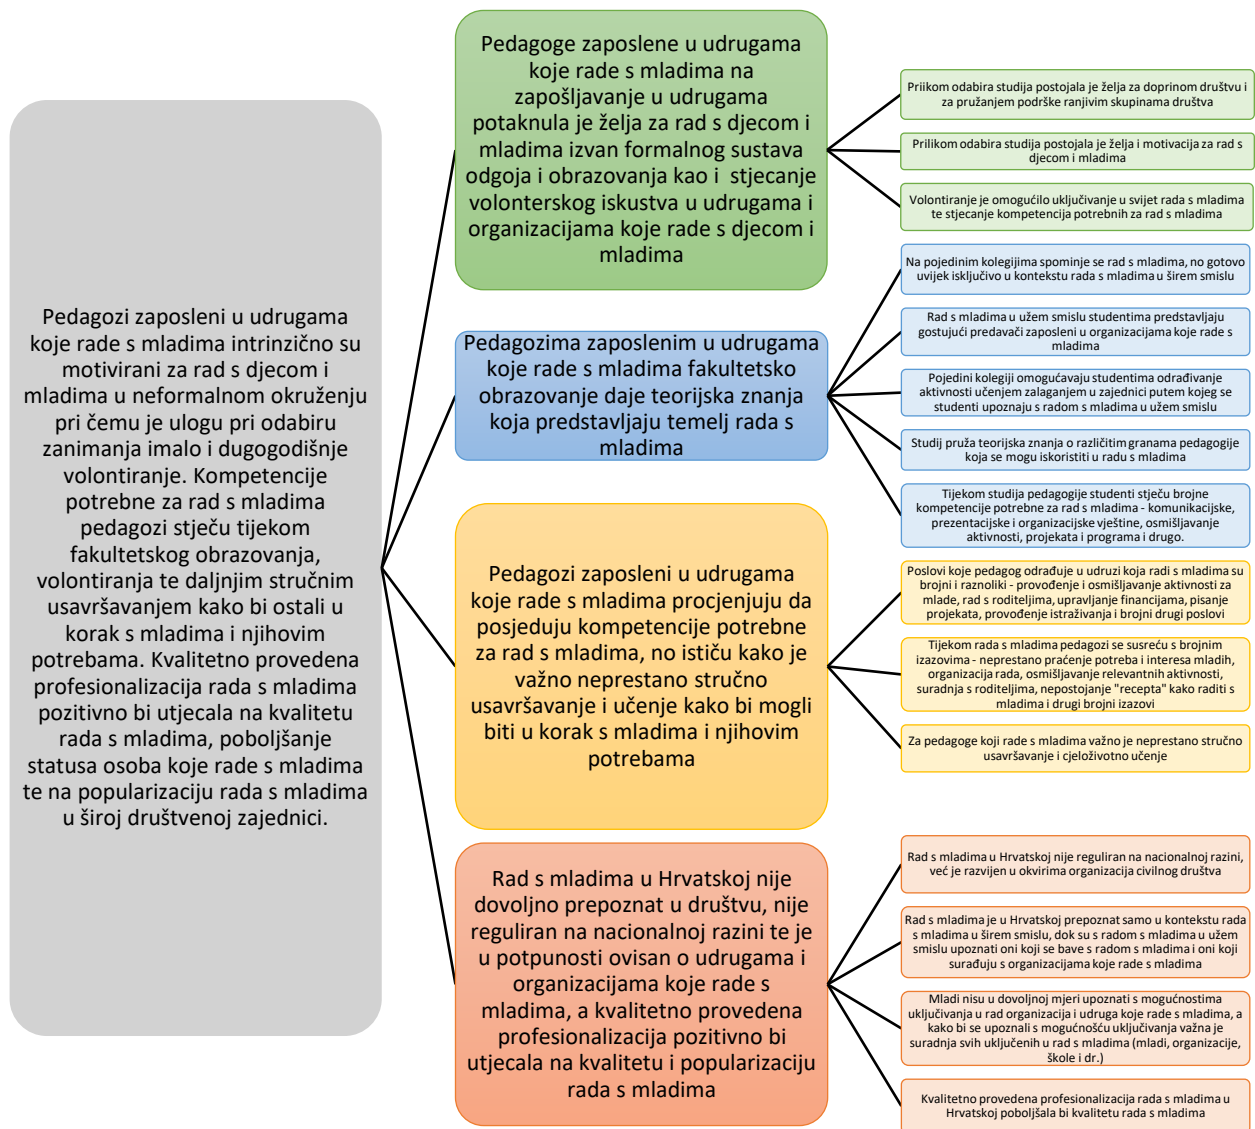 Pedagozi zaposleni u udrugama
koje rade s mladima intrinzično su
motivirani za rad s djecom i
mladima u neformalnom okruženju
pri čemu je ulogu pri odabiru
zanimanja imalo i dugogodišnje
volontiranje. Kompetencije
potrebne za rad s mladima
pedagozi stječu tijekom
fakultetskog obrazovanja,
volontiranja te daljnjim stručnim
usavršavanjem kako bi ostali u
korak s mladima i njihovim
potrebama. Kvalitetno provedena
profesionalizacija rada s mladima
pozitivno bi utjecala na kvalitetu
rada s mladima, poboljšanje
statusa osoba koje rade s mladima
te na popularizaciju rada s mladima
u široj društvenoj zajednici.
Pedagoge zaposlene u udrugama
koje rade s mladima na
zapošljavanje u udrugama
potaknula je želja za rad s djecom i
mladima izvan formalnog sustava
odgoja i obrazovanja kao i  stjecanje
volonterskog iskustva u udrugama i
organizacijama koje rade s djecom i
mladima
Priikom odabira studija postojala je želja za doprinom društvu i
za pružanjem podrške ranjivim skupinama društva
Prilikom odabira studija postojala je želja i motivacija za rad s
djecom i mladima
Volontiranje je omogućilo uključivanje u svijet rada s mladima
te stjecanje kompetencija potrebnih za rad s mladima
Pedagozima zaposlenim u udrugama
koje rade s mladima fakultetsko
obrazovanje daje teorijska znanja
koja predstavljaju temelj rada s
mladima
Na pojedinim kolegijima spominje se rad s mladima, no gotovo
uvijek isključivo u kontekstu rada s mladima u širem smislu
Rad s mladima u užem smislu studentima predstavljaju
gostujući predavači zaposleni u organizacijama koje rade s
mladima
Pojedini kolegiji omogućavaju studentima odrađivanje
aktivnosti učenjem zalaganjem u zajednici putem kojeg se
studenti upoznaju s radom s mladima u užem smislu
Studij pruža teorijska znanja o različitim granama pedagogije
koja se mogu iskoristiti u radu s mladima
Tijekom studija pedagogije studenti stječu brojne
kompetencije potrebne za rad s mladima - komunikacijske,
prezentacijske i organizacijske vještine, osmišljavanje
aktivnosti, projekata i programa i drugo.
Pedagozi zaposleni u udrugama
koje rade s mladima procjenjuju da
posjeduju kompetencije potrebne
za rad s mladima, no ističu kako je
važno neprestano stručno
usavršavanje i učenje kako bi mogli
biti u korak s mladima i njihovim
potrebama
Poslovi koje pedagog odrađuje u udruzi koja radi s mladima su
brojni i raznoliki - provođenje i osmišljavanje aktivnosti za
mlade, rad s roditeljima, upravljanje financijama, pisanje
projekata, provođenje istraživanja i brojni drugi poslovi
Tijekom rada s mladima pedagozi se susreću s brojnim
izazovima - neprestano praćenje potreba i interesa mladih,
organizacija rada, osmišljavanje relevantnih aktivnosti,
suradnja s roditeljima, nepostojanje "recepta" kako raditi s
mladima i drugi brojni izazovi
Za pedagoge koji rade s mladima važno je neprestano stručno
usavršavanje i cjeloživotno učenje
Rad s mladima u Hrvatskoj nije
dovoljno prepoznat u društvu, nije
reguliran na nacionalnoj razini te je
u potpunosti ovisan o udrugama i
organizacijama koje rade s
mladima, a kvalitetno provedena
profesionalizacija pozitivno bi
utjecala na kvalitetu i popularizaciju
rada s mladima
Rad s mladima u Hrvatskoj nije reguliran na nacionalnoj razini,
već je razvijen u okvirima organizacija civilnog društva
Rad s mladima je u Hrvatskoj prepoznat samo u kontekstu rada
s mladima u širem smislu, dok su s radom s mladima u užem
smislu upoznati oni koji se bave s radom s mladima i oni koji
surađuju s organizacijama koje rade s mladima
Mladi nisu u dovoljnoj mjeri upoznati s mogućnostima
uključivanja u rad organizacija i udruga koje rade s mladima, a
kako bi se upoznali s mogućnošću uključivanja važna je
suradnja svih uključenih u rad s mladima (mladi, organizacije,
škole i dr.)
Kvalitetno provedena profesionalizacija rada s mladima u
Hrvatskoj poboljšala bi kvalitetu rada s mladima